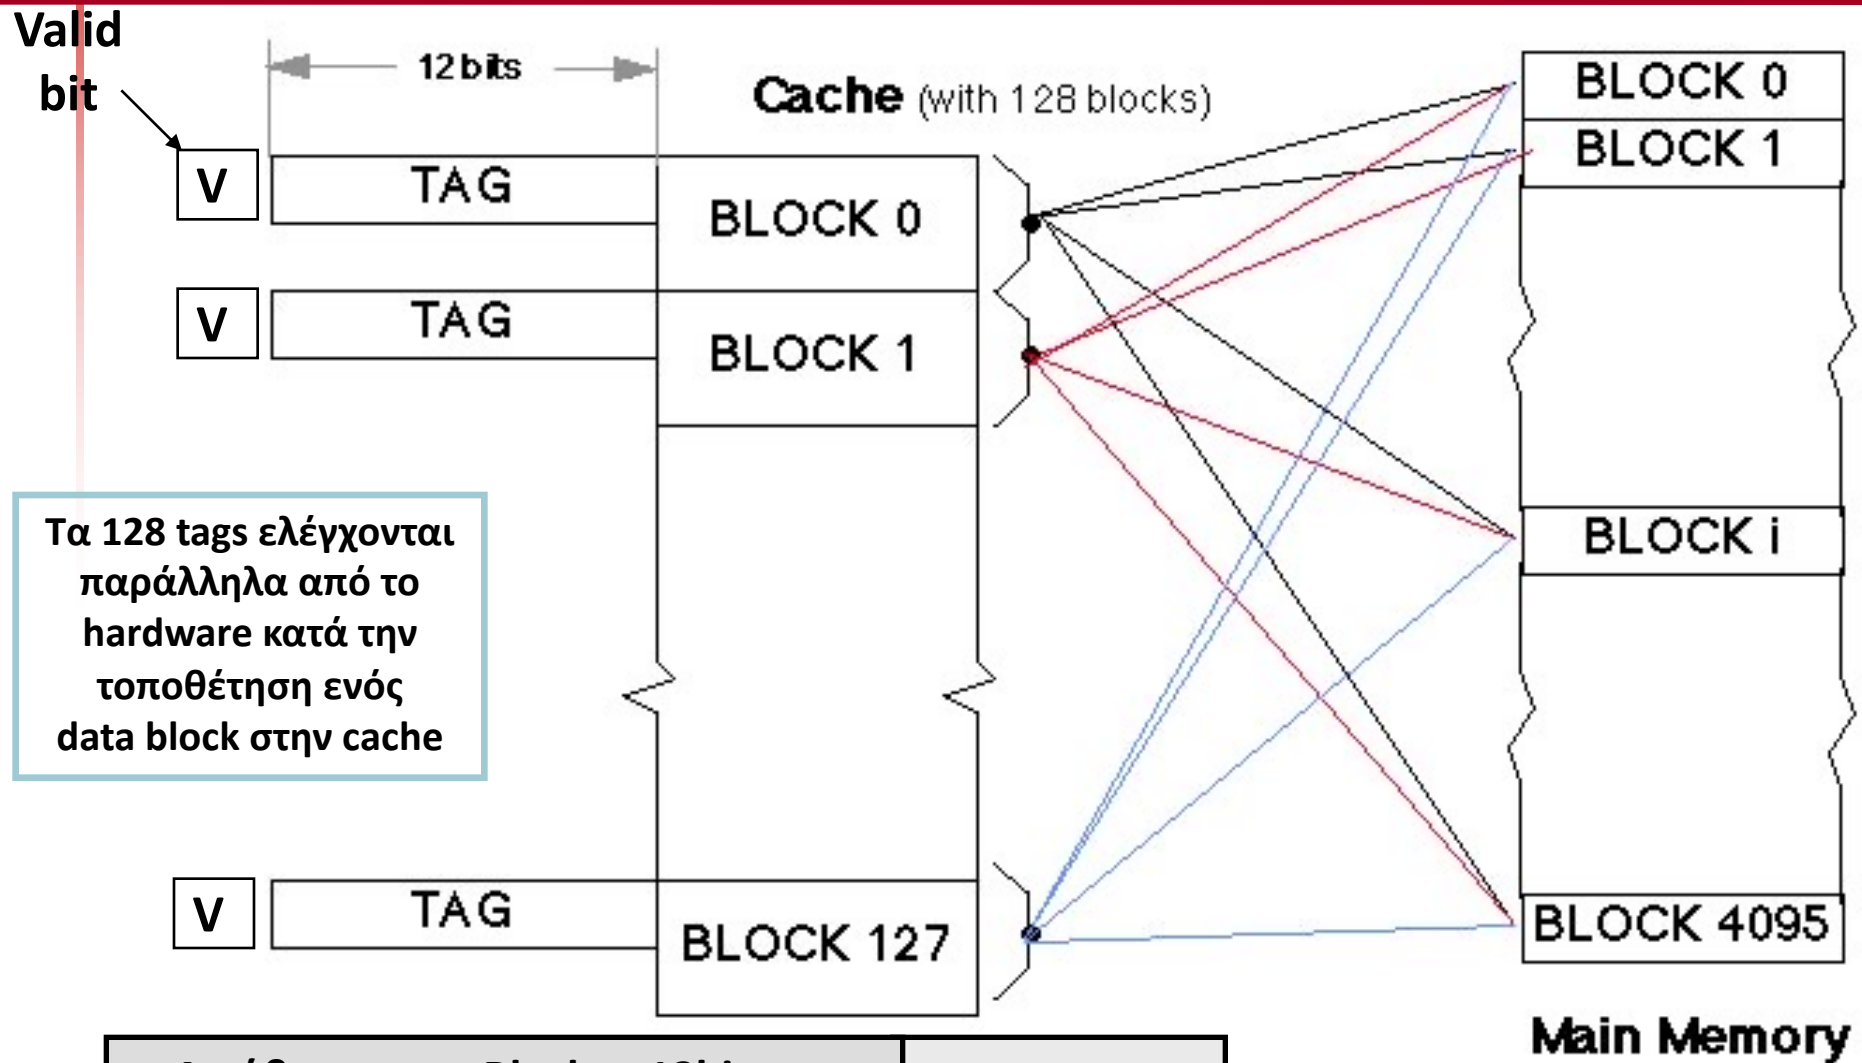 Valid
bit
12 bits
Cache (with 128 blocks)
BLOCK 0
BLOCK 1
V
TAG
BLOCK 0
V
TAG
BLOCK 1
Τα 128 tags ελέγχονται
παράλληλα από το
hardware κατά την
τοποθέτηση ενός
data block στην cache
BLOCK i
V
TAG
BLOCK 127
BLOCK 4095
Main Memory